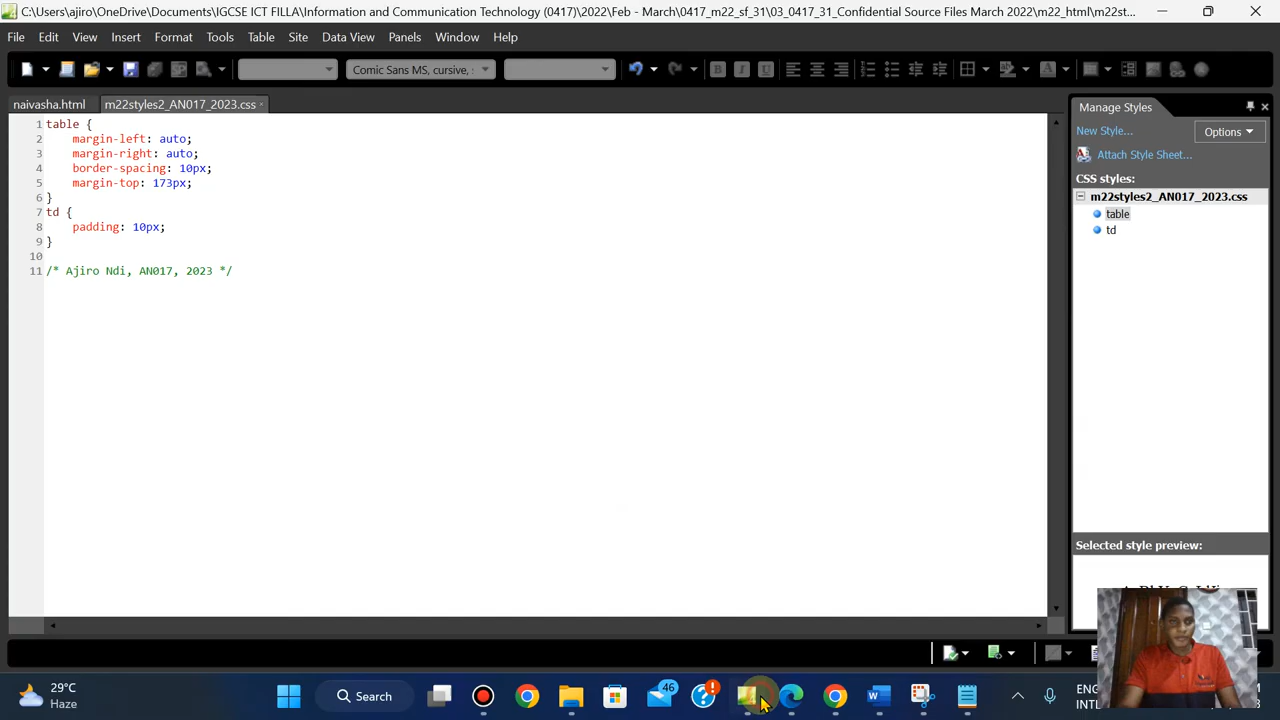 C:\Users\ajiro\OneDrive\Documents\IGCSE ICT FILLA\Information and Communication Technology (0417)\2022\Feb - March\0417_m22_sf_31\03_0417_31_Confidential Source Files March 2022\m22_html\m22st...
File Edit View Insert Format Tools Table Site Data View Panels Window Help
Comic Sans MS, cursive, s
naivasha.html m22styles2_AN017_2023.css
Manage Styles
New Style... Options
Attach Style Sheet...
CSS styles:
m22styles2_AN017_2023.css
table
td
1 table {
2 margin-left: auto;
3 margin-right: auto;
4 border-spacing: 10px;
5 margin-top: 173px;
6 }
7 td {
8 padding: 10px;
9 }
10
11 /* Ajiro Ndi, AN017, 2023 */
Selected style preview:
29°C
Haze
Search
46
ENG
INTL